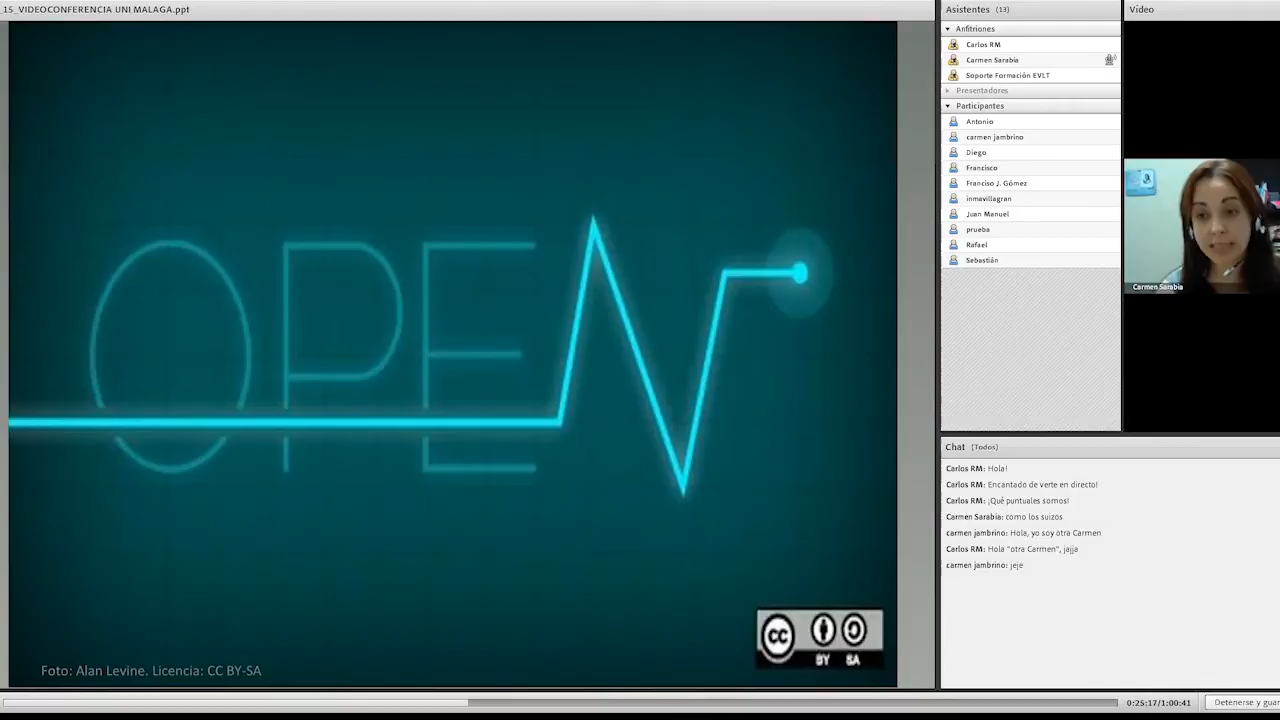 _15_VIDEOCONFERENCIA UNI MALAGA.ppt
OPEN
Foto: Alan Levine. Licencia: CC BY-SA
CC BY SA
Asistentes (13)
Anfitriones
Carlos RM
Carmen Sarabia
Soporte Formación EVLT
Presentadores
Participantes
Antonio
carmen jambrino
Diego
Francisco
Franciso J. Gómez
inmavillagran
Juan Manuel
prueba
Rafael
Sebastián
Vídeo
Carmen Sarabia
Chat (Todos)
Carlos RM: Hola!
Carlos RM: Encantado de verte en directo!
Carlos RM: ¡Qué puntuales somos!
Carmen Sarabia: como los suizos
carmen jambrino: Hola, yo soy otra Carmen
Carlos RM: Hola "otra Carmen", jajja
carmen jambrino: jeje
0:25:17/1:00:41
Detenerse y guar